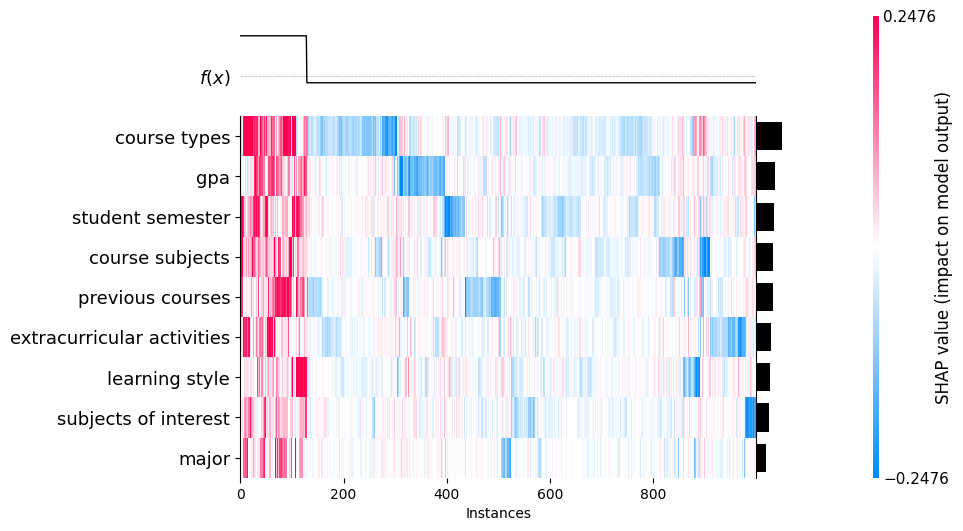 0.2476
f(x)
course types
gpa
student semester
course subjects
previous courses
extracurricular activities
learning style
subjects of interest
major
0 200 400 600 800
Instances
−0.2476
SHAP value (impact on model output)